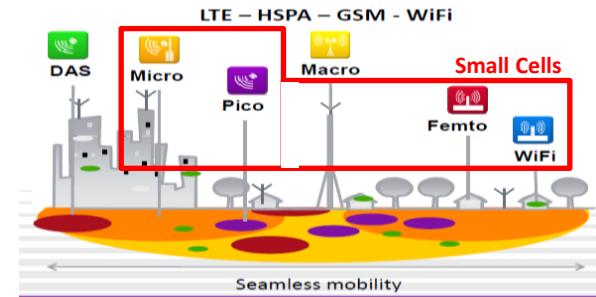 LTE – HSPA – GSM - WiFi
DAS
Micro
Pico
Macro
Small Cells
Femto
WiFi
Seamless mobility